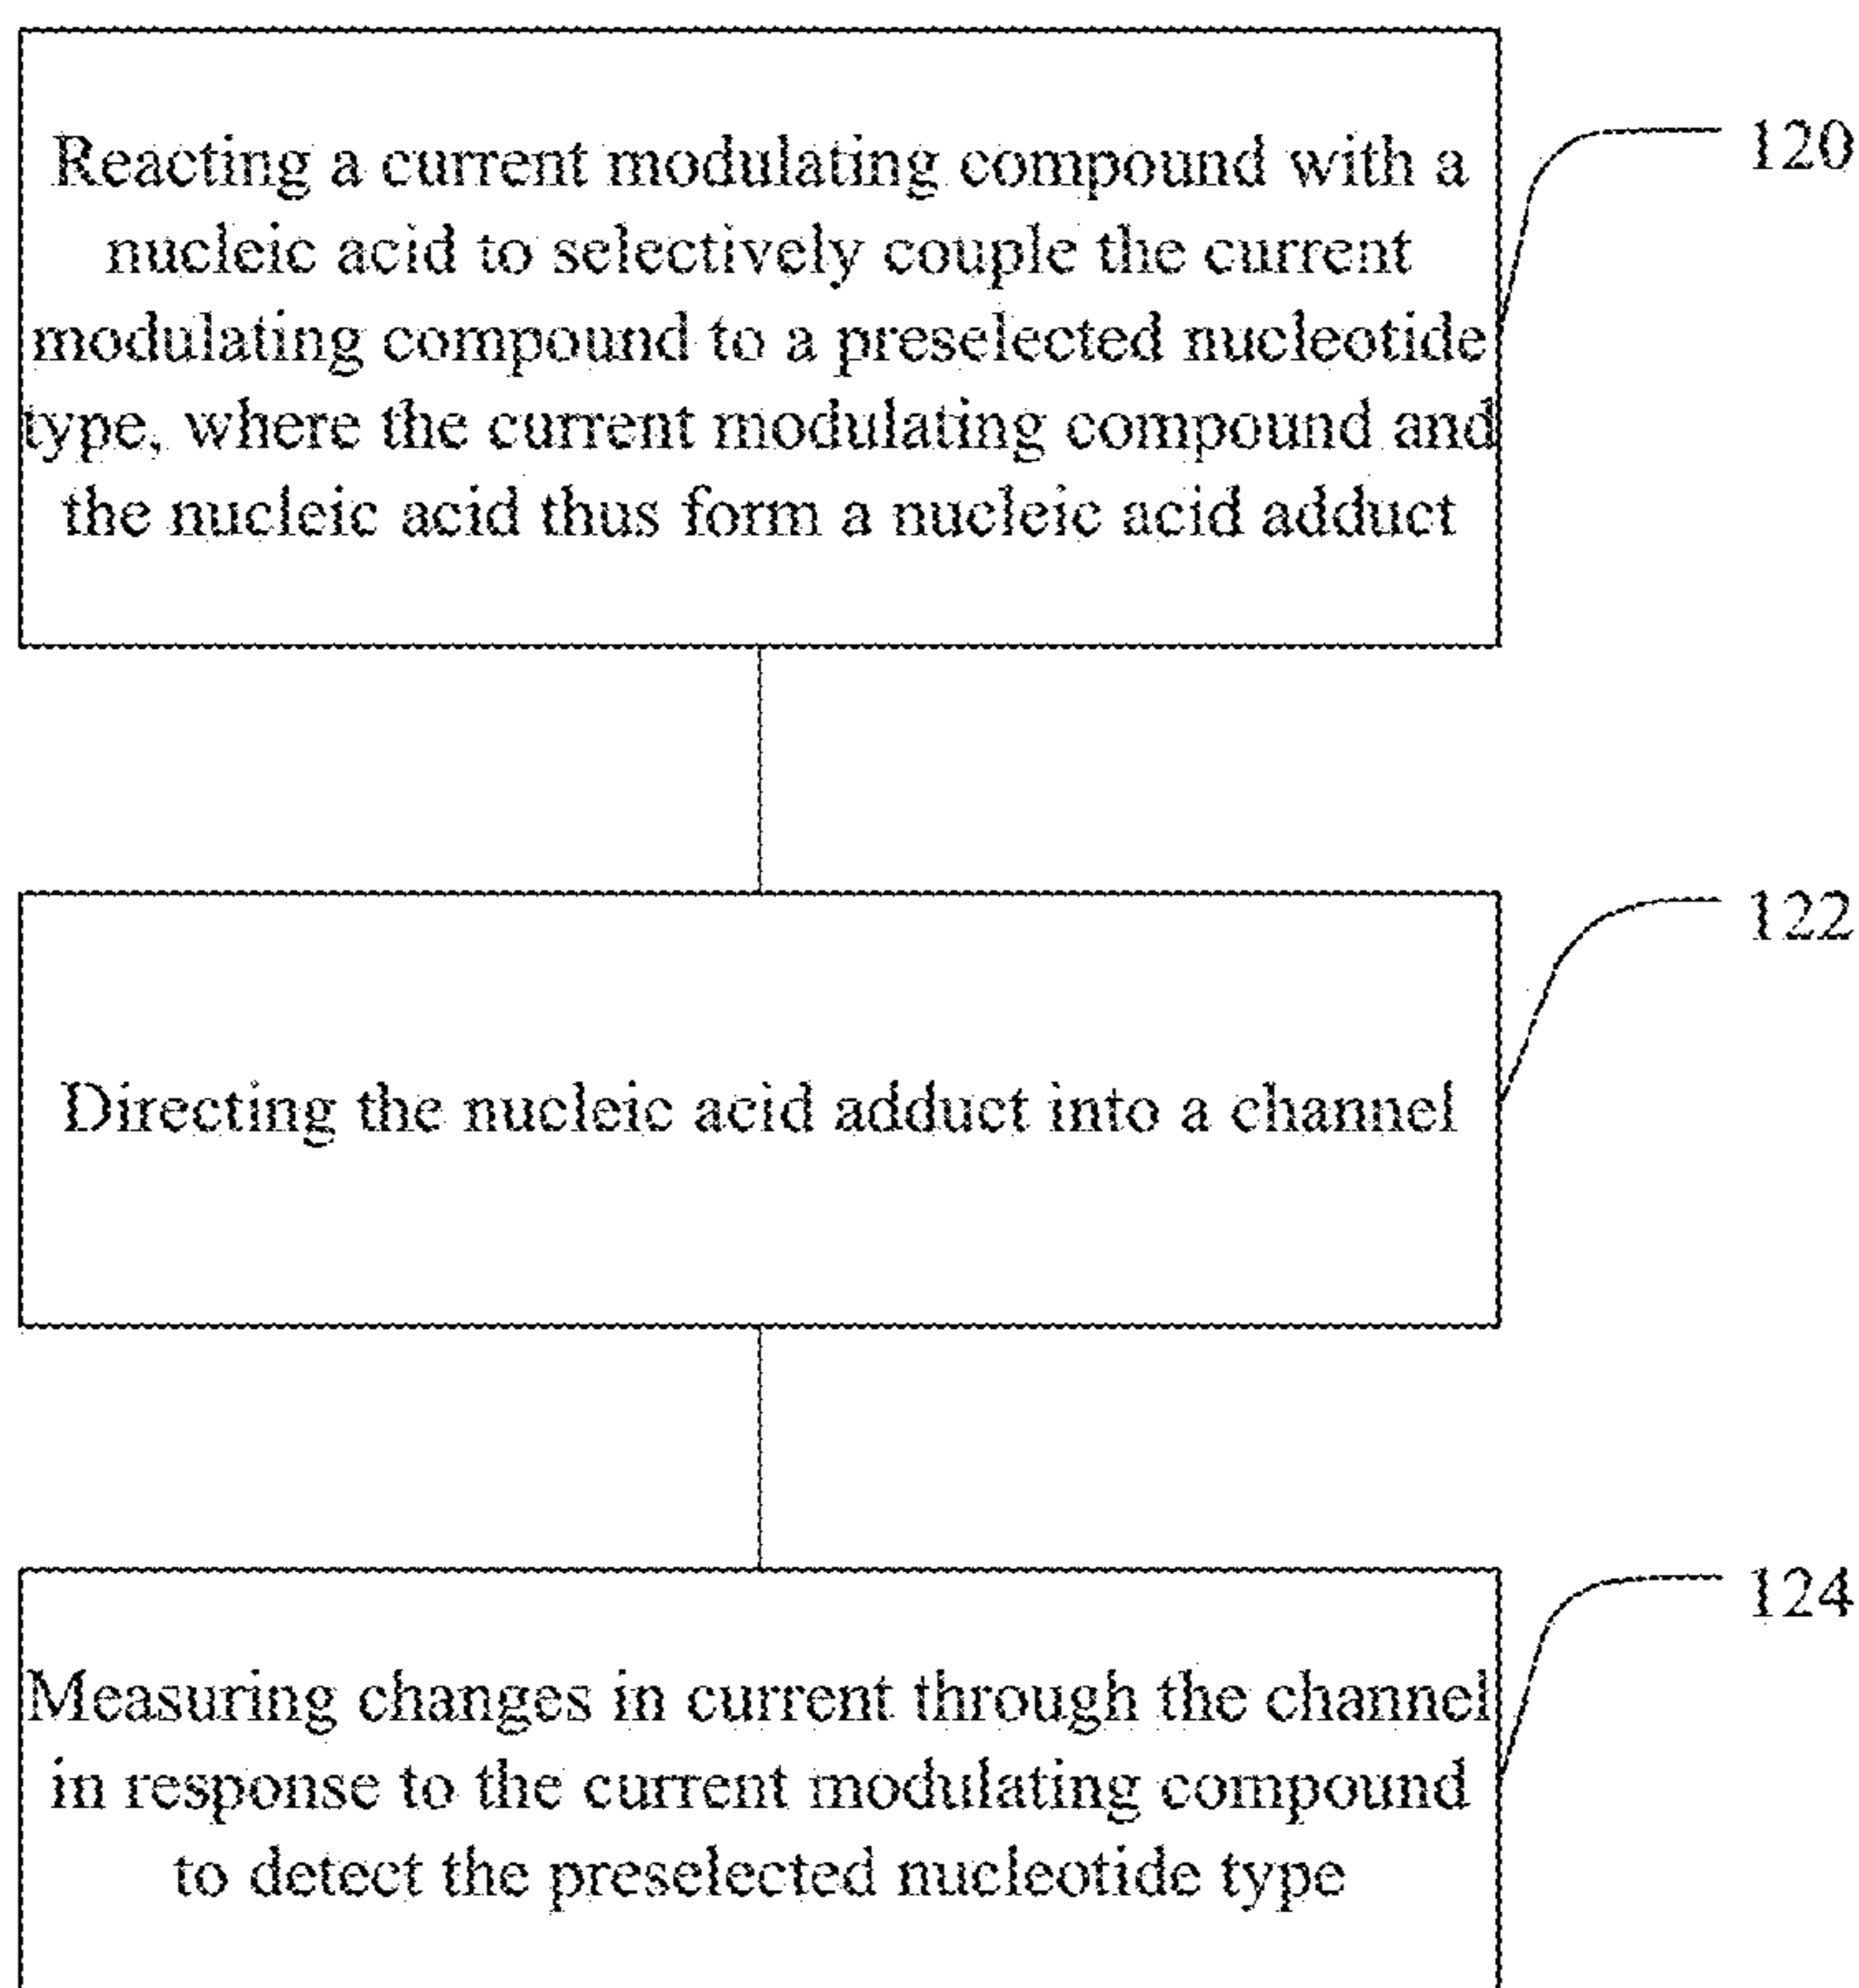 Reacting a current modulating compound with a
nucleic acid to selectively couple the current
modulating compound to a preselected nucleotide
type, where the current modulating compound and
the nucleic acid thus form a nucleic acid adduct
120
Directing the nucleic acid adduct into a channel
122
Measuring changes in current through the channel
in response to the current modulating compound
to detect the preselected nucleotide type
124